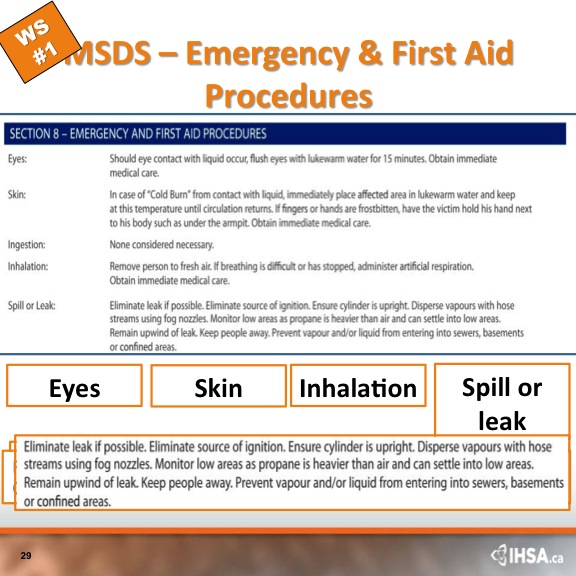 WS
#1
MSDS – Emergency & First Aid
Procedures
SECTION 8 – EMERGENCY AND FIRST AID PROCEDURES
Eyes: Should eye contact with liquid occur, flush eyes with lukewarm water for 15 minutes. Obtain immediate
medical care.
Skin: In case of “Cold Burn” from contact with liquid, immediately place affected area in lukewarm water and keep
at this temperature until circulation returns. If fingers or hands are frostbitten, have the victim hold his hand next
to his body such as under the armpit. Obtain immediate medical care.
Ingestion: None considered necessary.
Inhalation: Remove person to fresh air. If breathing is difficult or has stopped, administer artificial respiration.
Obtain immediate medical care.
Spill or Leak: Eliminate leak if possible. Eliminate source of ignition. Ensure cylinder is upright. Disperse vapours with hose
streams using fog nozzles. Monitor low areas as propane is heavier than air and can settle into low areas.
Remain upwind of leak. Keep people away. Prevent vapour and/or liquid from entering into sewers, basements
or confined areas.
Eyes Skin Inhalation Spill or
leak
Eliminate leak if possible. Eliminate source of ignition. Ensure cylinder is upright. Disperse vapours with hose
streams using fog nozzles. Monitor low areas as propane is heavier than air and can settle into low areas.
Remain upwind of leak. Keep people away. Prevent vapour and/or liquid from entering into sewers, basements
or confined areas.
29
IHSA.ca